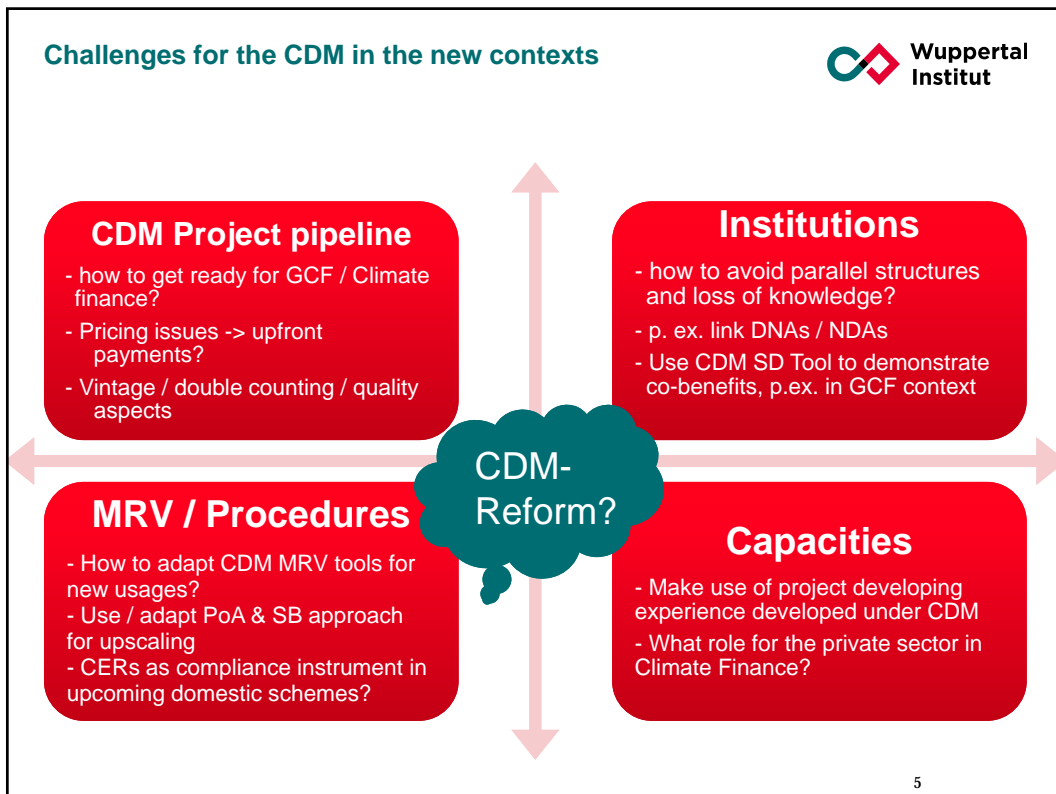 Challenges for the CDM in the new contexts
Wuppertal
Institut
CDM Project pipeline
- how to get ready for GCF / Climate
finance?
- Pricing issues -> upfront
payments?
- Vintage / double counting / quality
aspects
Institutions
- how to avoid parallel structures
and loss of knowledge?
- p. ex. link DNAs / NDAs
- Use CDM SD Tool to demonstrate
co-benefits, p.ex. in GCF context
CDM-
Reform?
MRV / Procedures
- How to adapt CDM MRV tools for
new usages?
- Use / adapt PoA & SB approach
for upscaling
- CERs as compliance instrument in
upcoming domestic schemes?
Capacities
- Make use of project developing
experience developed under CDM
- What role for the private sector in
Climate Finance?
5